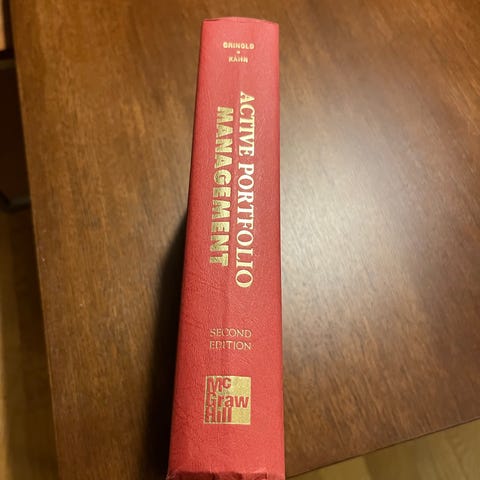 GRINOLD
•
KAHN
ACTIVE PORTFOLIO
MANAGEMENT
SECOND
EDITION
Mc
Graw
Hill